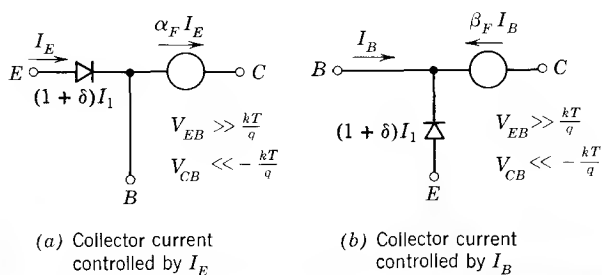 I_E
α_F I_E
E
C
(1 + δ)I_1
V_EB >> kT/q
V_CB << − kT/q
B
(a) Collector current
controlled by I_E
I_B
β_F I_B
B
C
(1 + δ)I_1
V_EB >> kT/q
V_CB << − kT/q
E
(b) Collector current
controlled by I_B